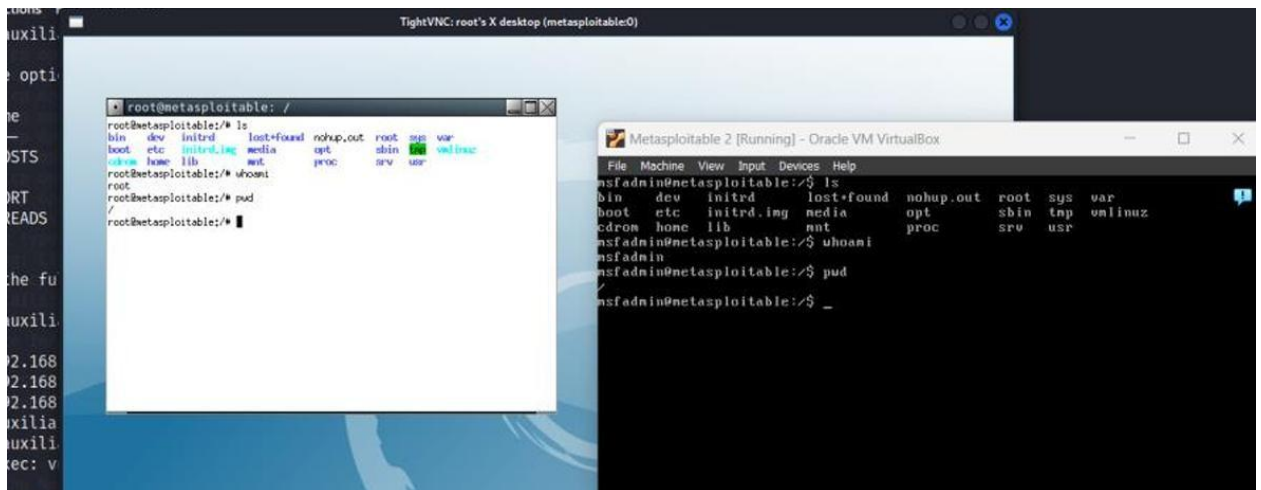 TightVNC: root's X desktop (metasploitable:0)
uxili
opti
OSTS
ORT
READS
the fu
uxili
92.168
92.168
92.168
uxilia
uxili
ec: v
root@metasploitable: /
root@metasploitable:/# ls
bin dev initrd lost+found nohup.out root sys var
boot etc initrd.img media opt sbin tmp vmlinuz
cdrom home lib mnt proc srv usr
root@metasploitable:/# whoami
root
root@metasploitable:/# pwd
/
root@metasploitable:/#
Metasploitable 2 [Running] - Oracle VM VirtualBox
File Machine View Input Devices Help
msfadmin@metasploitable:/$ ls
bin dev initrd lost+found nohup.out root sys var
boot etc initrd.img media opt sbin tmp vmlinuz
cdrom home lib mnt proc srv usr
msfadmin@metasploitable:/$ whoami
msfadmin
msfadmin@metasploitable:/$ pwd
/
msfadmin@metasploitable:/$ _